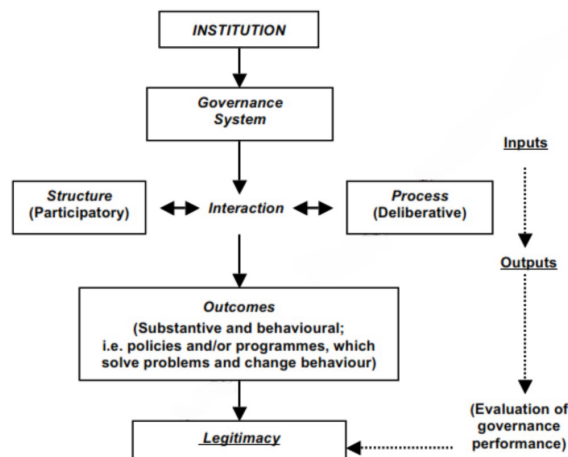 INSTITUTION
Governance
System
Inputs
Structure
(Participatory)
Interaction
Process
(Deliberative)
Outputs
Outcomes
(Substantive and behavioural;
i.e. policies and/or programmes, which
solve problems and change behaviour)
(Evaluation of
governance
performance)
Legitimacy